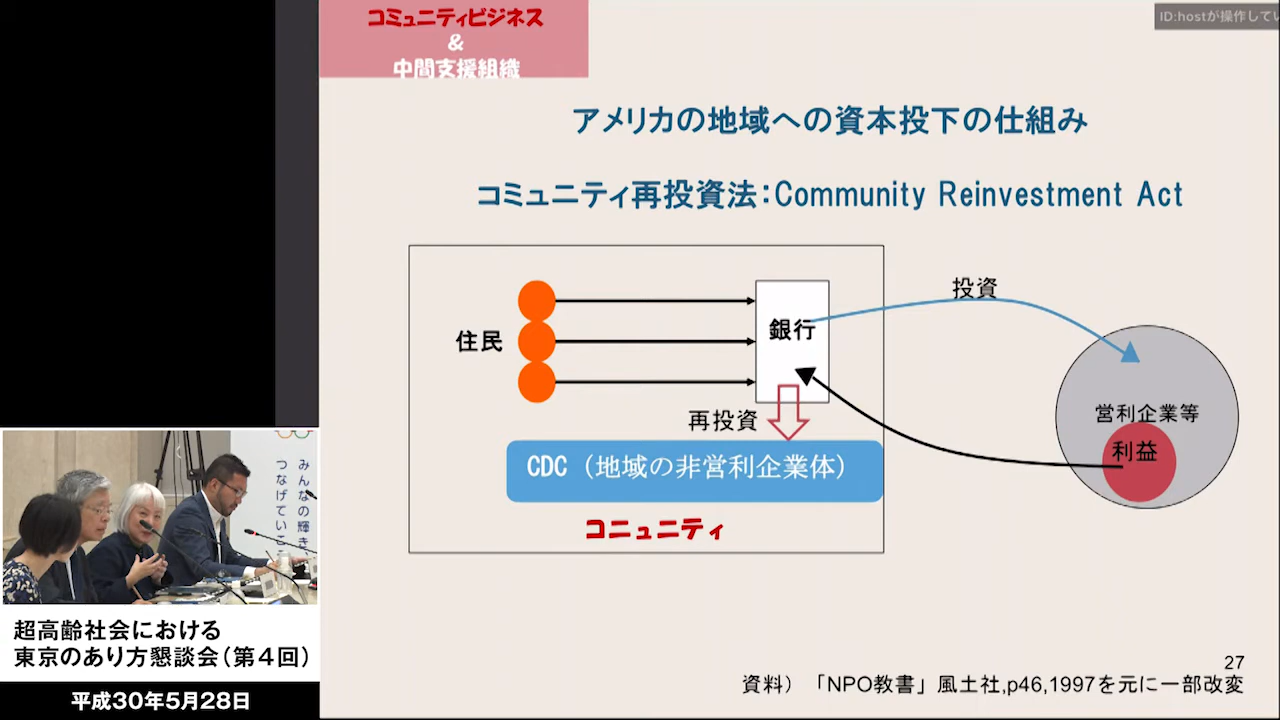 コミュニティビジネス
&
中間支援組織
ID:hostが操作してい
アメリカの地域への資本投下の仕組み
コミュニティ再投資法:Community Reinvestment Act
投資
銀行
住民
営利企業等
再投資
利益
CDC（地域の非営利企業体）
コニュニティ
みんなの輝き、
つなげていこう
27
資料）「NPO教書」風土社,p46,1997を元に一部改変
超高齢社会における
東京のあり方懇談会（第4回）
平成30年5月28日